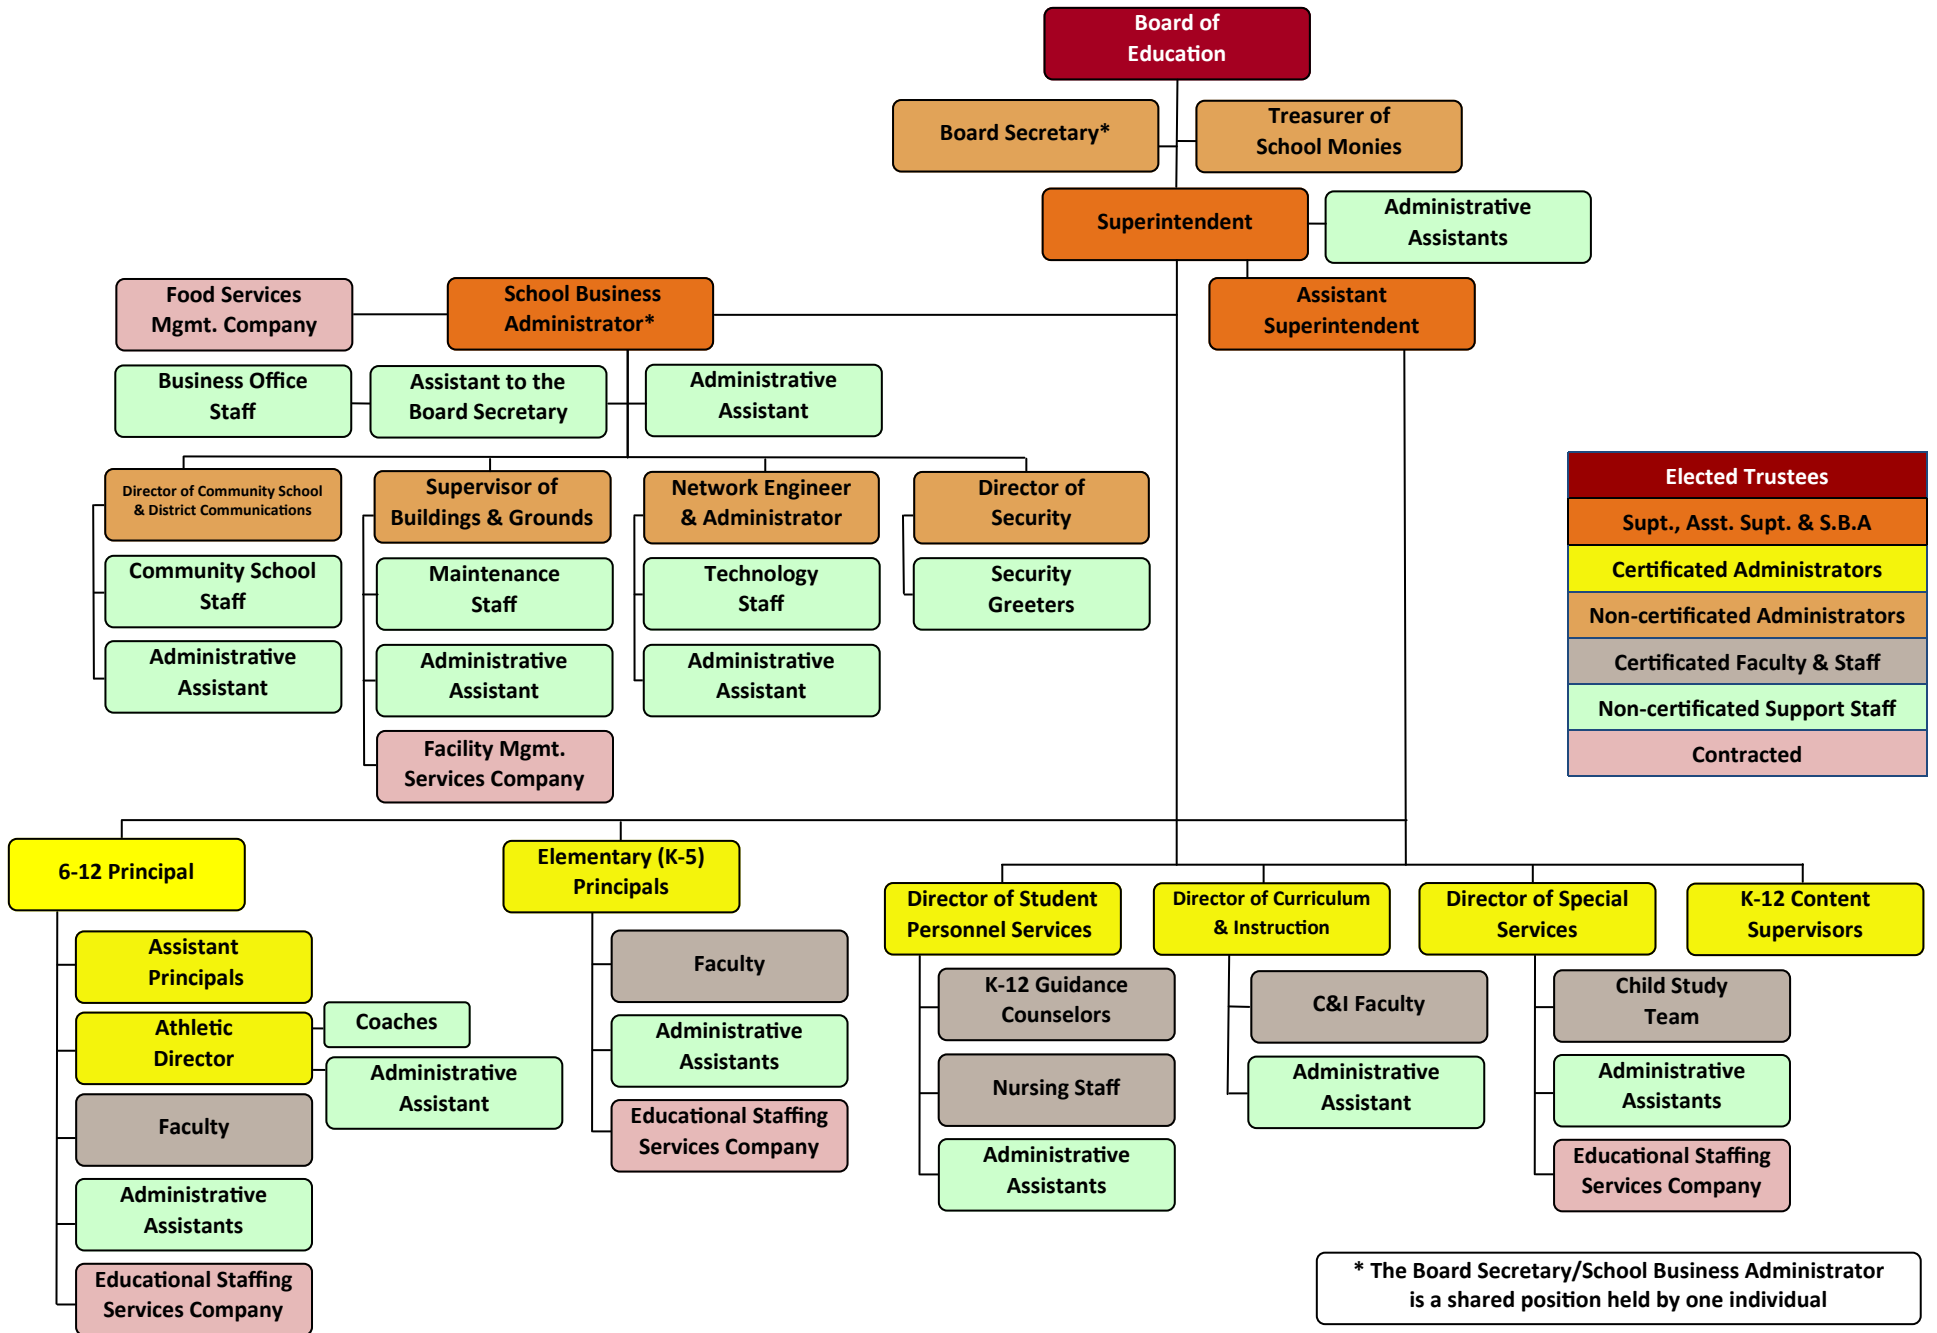 Board of
Education
Board Secretary*
Treasurer of
School Monies
Superintendent
Administrative
Assistants
Food Services
Mgmt. Company
School Business
Administrator*
Assistant
Superintendent
Business Office
Staff
Assistant to the
Board Secretary
Administrative
Assistant
Director of Community School
& District Communications
Supervisor of
Buildings & Grounds
Network Engineer
& Administrator
Director of
Security
Community School
Staff
Maintenance
Staff
Technology
Staff
Security
Greeters
Administrative
Assistant
Administrative
Assistant
Administrative
Assistant
Facility Mgmt.
Services Company
Elected Trustees
Supt., Asst. Supt. & S.B.A
Certificated Administrators
Non-certificated Administrators
Certificated Faculty & Staff
Non-certificated Support Staff
Contracted
6-12 Principal
Assistant
Principals
Athletic
Director
Coaches
Administrative
Assistant
Faculty
Administrative
Assistants
Educational Staffing
Services Company
Elementary (K-5)
Principals
Faculty
Administrative
Assistants
Educational Staffing
Services Company
Director of Student
Personnel Services
K-12 Guidance
Counselors
Nursing Staff
Administrative
Assistants
Director of Curriculum
& Instruction
C&I Faculty
Administrative
Assistant
Director of Special
Services
Child Study
Team
Administrative
Assistants
Educational Staffing
Services Company
K-12 Content
Supervisors
* The Board Secretary/School Business Administrator
is a shared position held by one individual